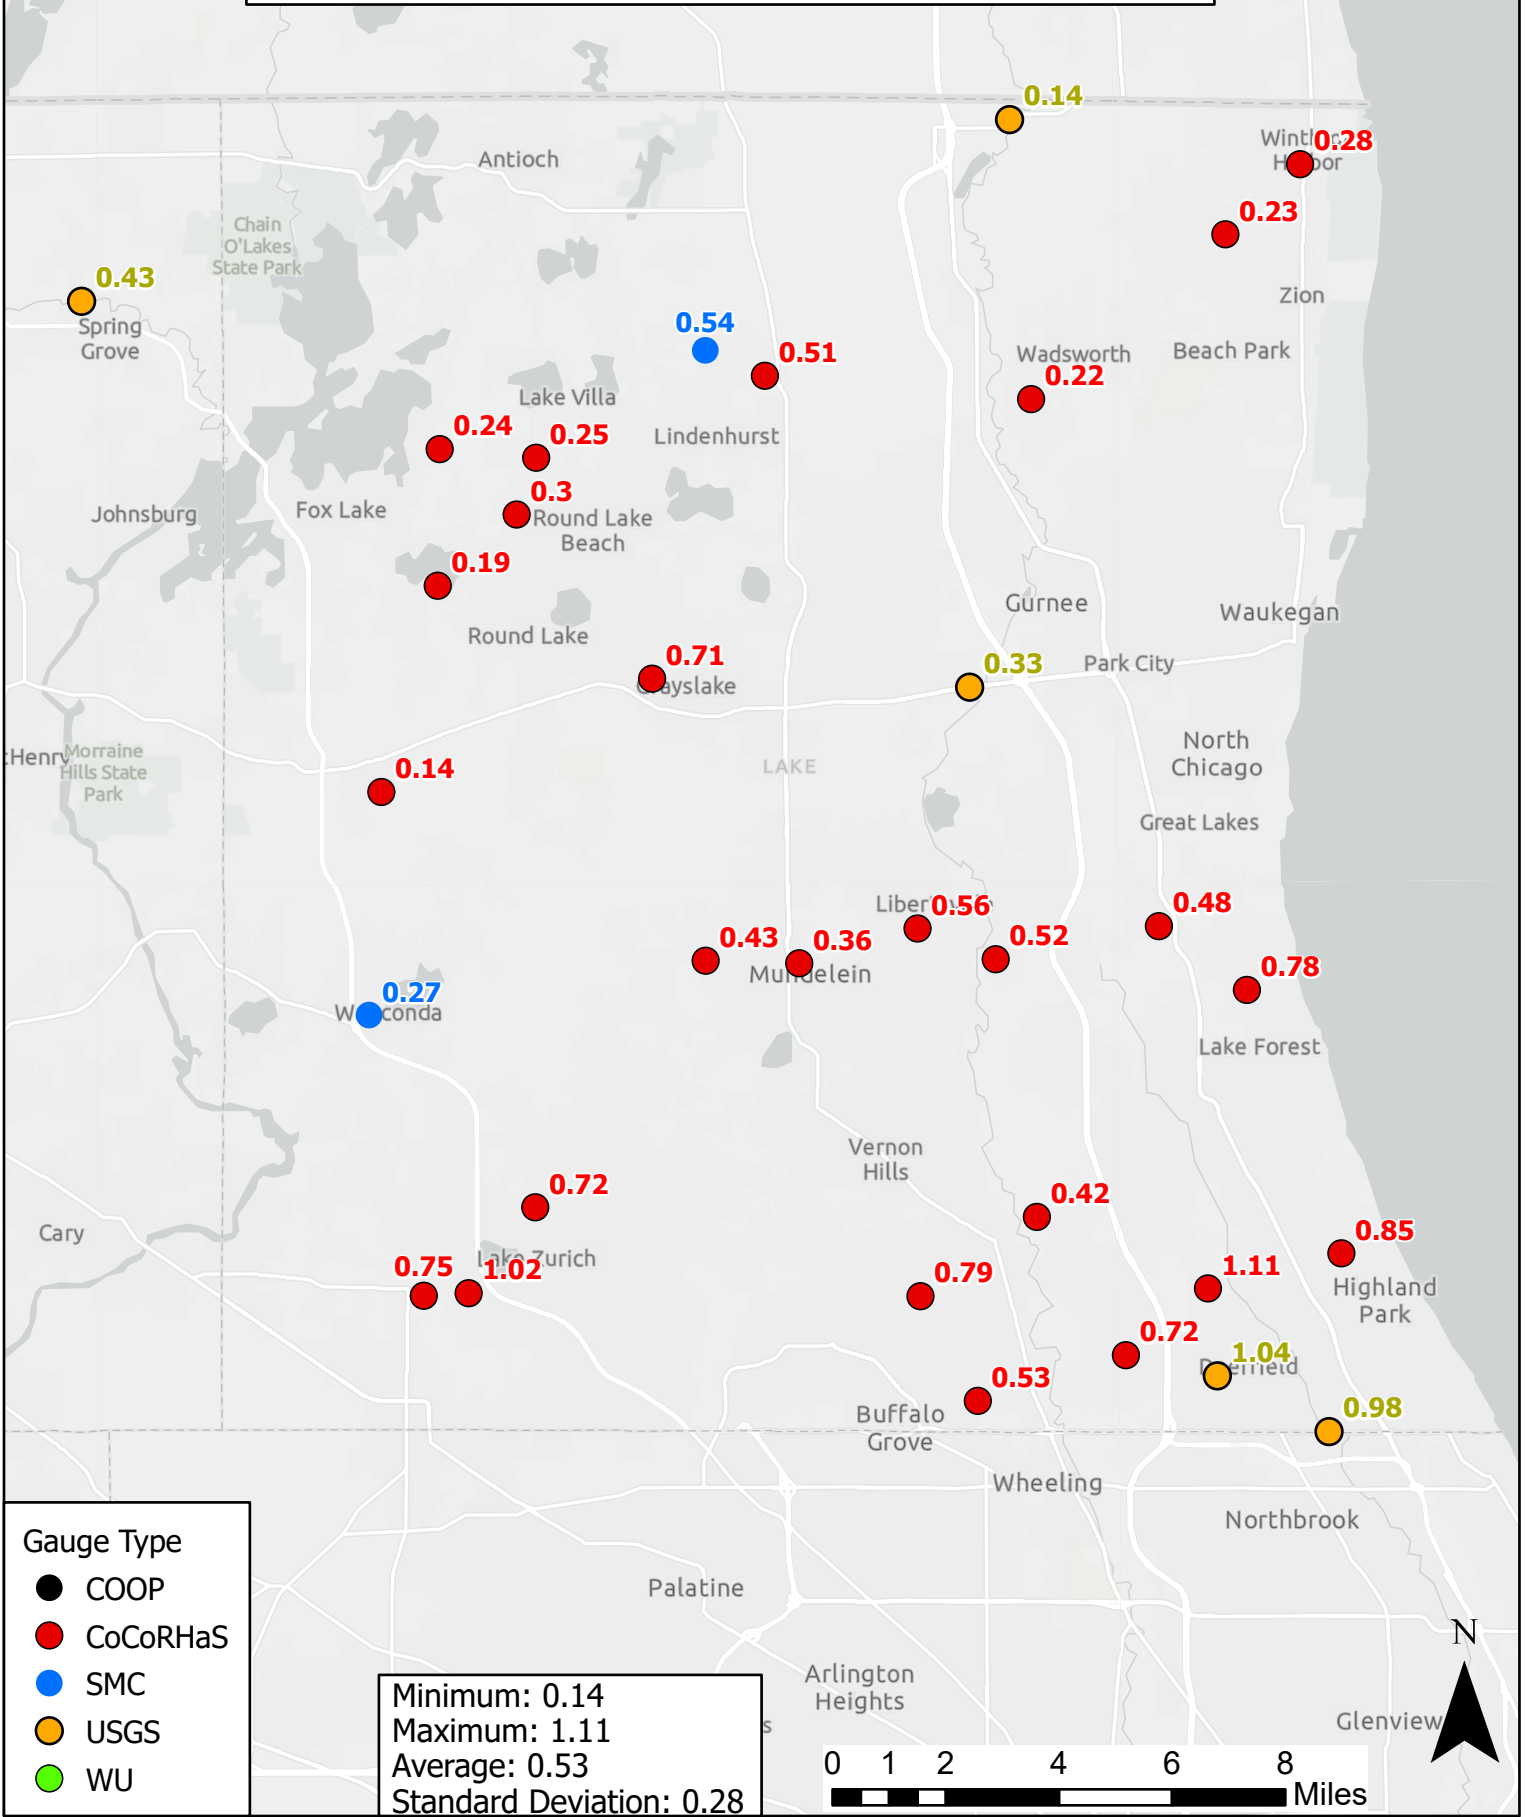 0.14
Winth
H bor
0.28
Antioch
0.23
Chain
O'Lakes
State Park
0.43
Zion
Spring
Grove
0.54
0.51
Wadsworth
Beach Park
0.22
Lake Villa
0.24
0.25
Lindenhurst
0.3
Johnsburg
Fox Lake
Round Lake
Beach
0.19
Gurnee
Waukegan
Round Lake
0.71
Grayslake
0.33
Park City
North
Chicago
:Henry
Morraine
Hills State
Park
LAKE
0.14
Great Lakes
Liber
0.56
0.48
0.43
0.36
0.52
Mundelein
0.78
0.27
W conda
Lake Forest
Vernon
Hills
0.72
0.42
Cary
0.85
Lake Zurich
0.75
1.02
0.79
1.11
Highland
Park
0.72
1.04
Deerfield
0.53
0.98
Buffalo
Grove
Wheeling
Northbrook
Gauge Type
COOP
CoCoRHaS
SMC
USGS
WU
Palatine
Arlington
Heights
s
Glenview
N
Minimum: 0.14
Maximum: 1.11
Average: 0.53
Standard Deviation: 0.28
0 1 2 4 6 8
Miles